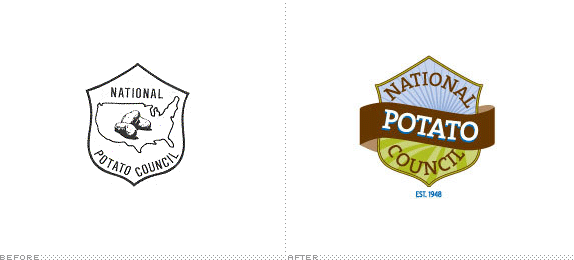 NATIONAL
POTATO COUNCIL
NATIONAL
POTATO
COUNCIL
EST. 1948
BEFORE
AFTER